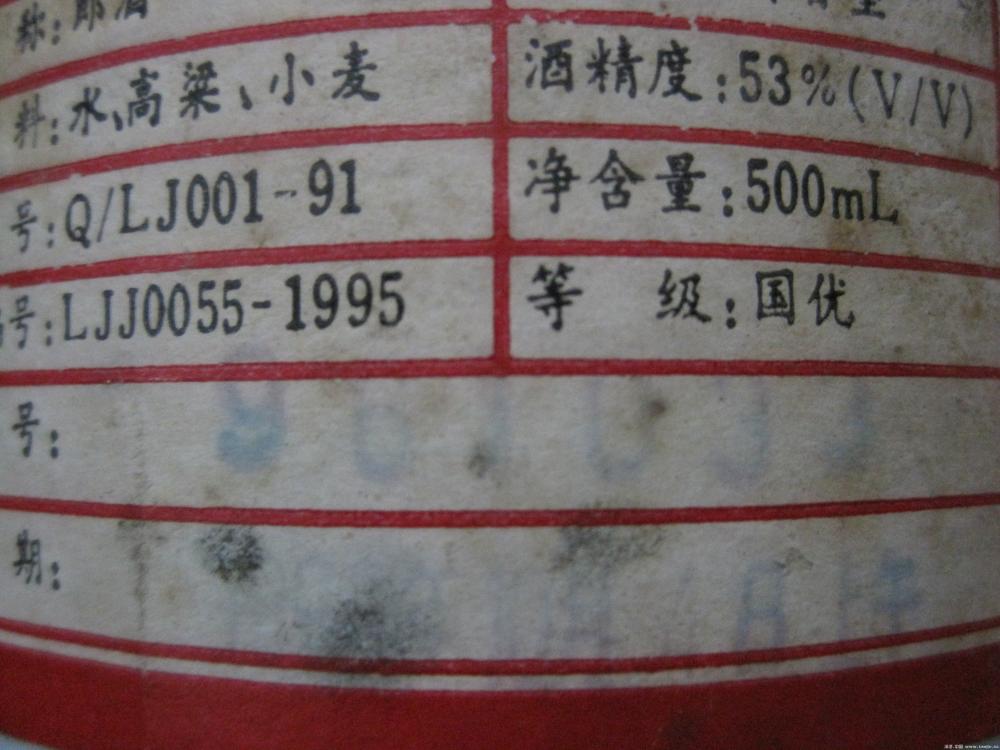 称：郎酒
料：水、高粱、小麦 酒精度：53%(V/V)
号：Q/LJ001-91 净含量：500mL
号：LJJ0055-1995 等 级：国优
号：
期：